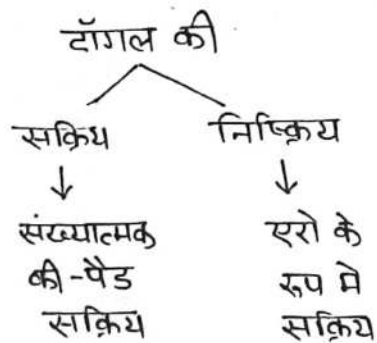 टॉगल की
सक्रिय
निष्क्रिय
संख्यात्मक
की-पैड
सक्रिय
एरो के
रूप मे
सक्रिय